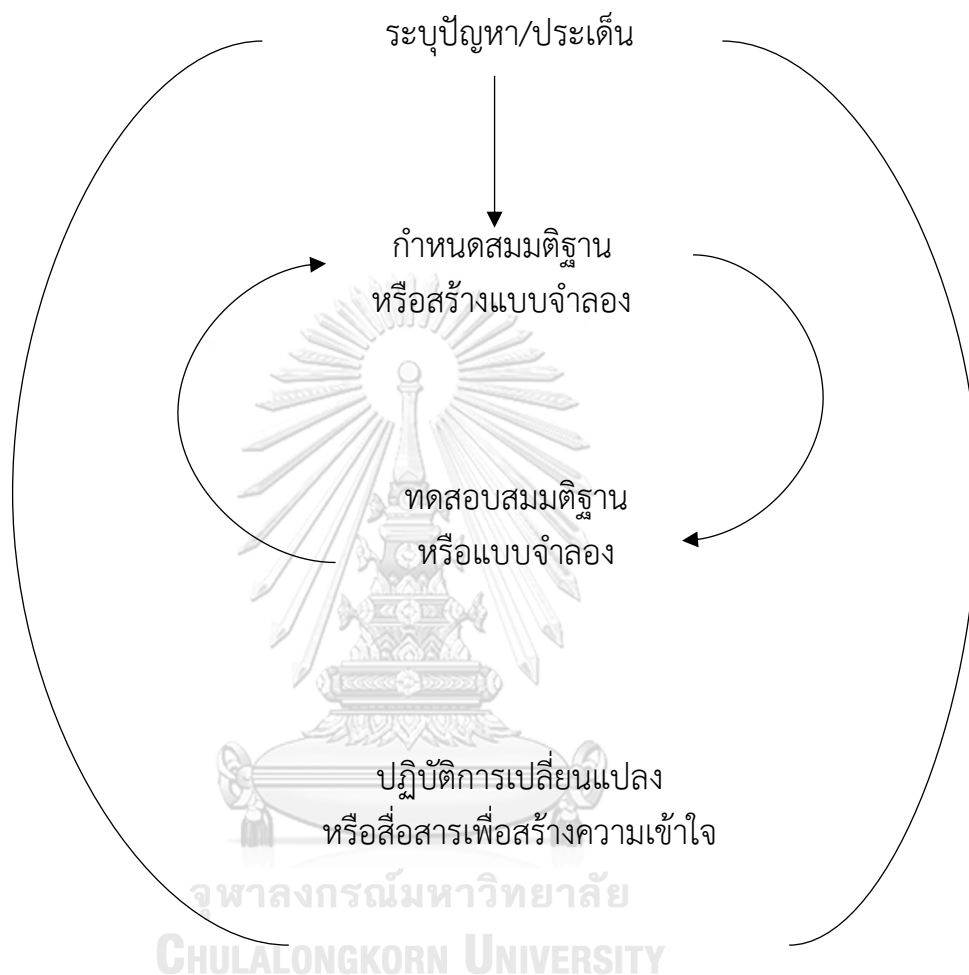 ระบุปัญหา/ประเด็น
กำหนดสมมติฐาน
หรือสร้างแบบจำลอง
ทดสอบสมมติฐาน
หรือแบบจำลอง
ปฏิบัติการเปลี่ยนแปลง
หรือสื่อสารเพื่อสร้างความเข้าใจ
จุฬาลงกรณ์มหาวิทยาลัย
CHULALONGKORN UNIVERSITY